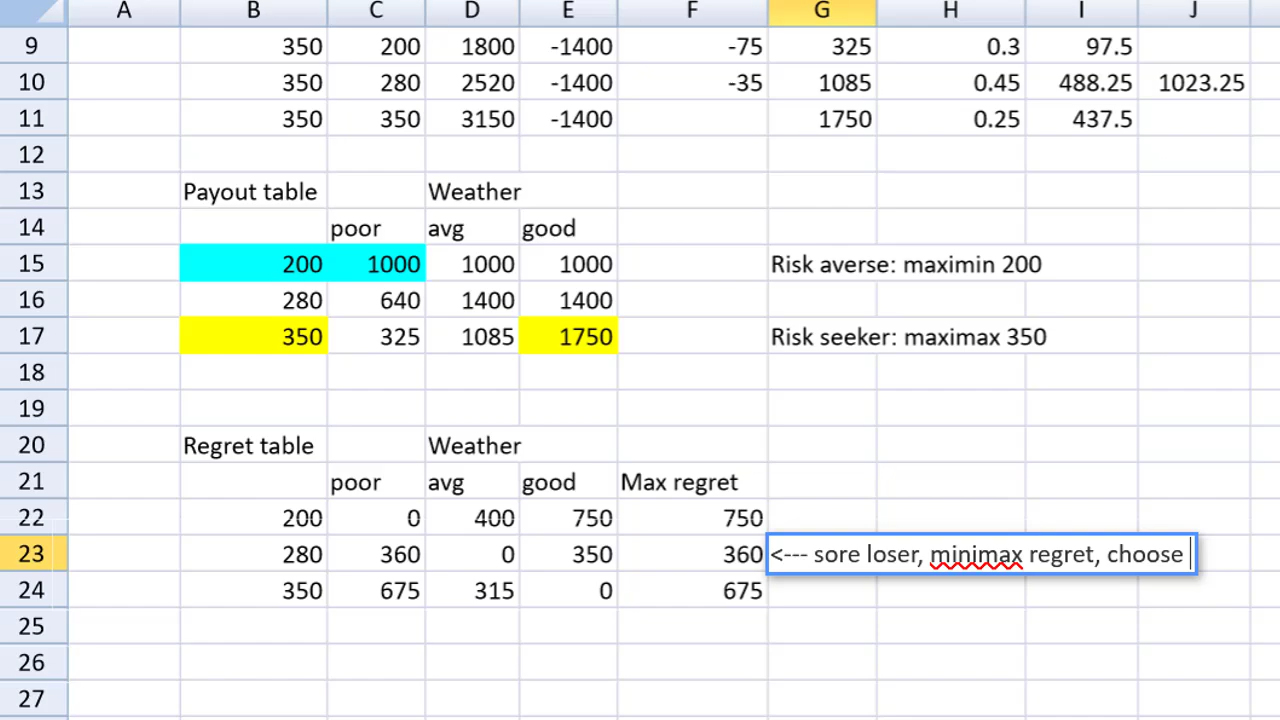 A B C D E F G H I J
9 350 200 1800 -1400 -75 325 0.3 97.5
10 350 280 2520 -1400 -35 1085 0.45 488.25 1023.25
11 350 350 3150 -1400 1750 0.25 437.5
12
13 Payout table Weather
14 poor avg good
15 200 1000 1000 1000 Risk averse: maximin 200
16 280 640 1400 1400
17 350 325 1085 1750 Risk seeker: maximax 350
18
19
20 Regret table Weather
21 poor avg good Max regret
22 200 0 400 750 750
23 280 360 0 350 360 <--- sore loser, minimax regret, choose
24 350 675 315 0 675
25
26
27